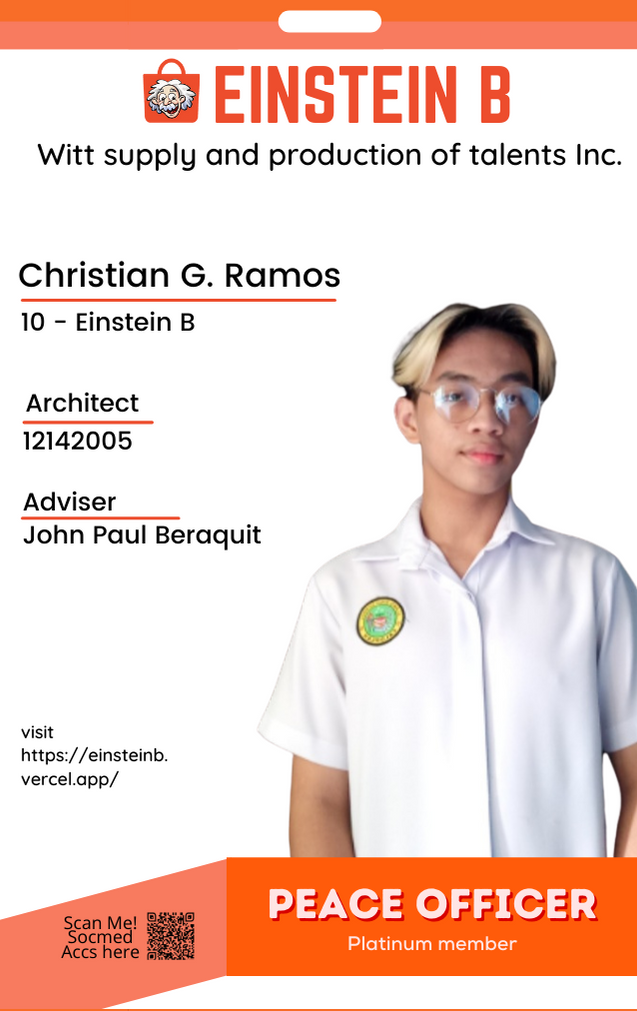 EINSTEIN B
Witt supply and production of talents Inc.
Christian G. Ramos
10 - Einstein B
Architect
12142005
Adviser
John Paul Beraquit
visit
https://einsteinb.
vercel.app/
PEACE OFFICER
Platinum member
Scan Me!
Socmed
Accs here